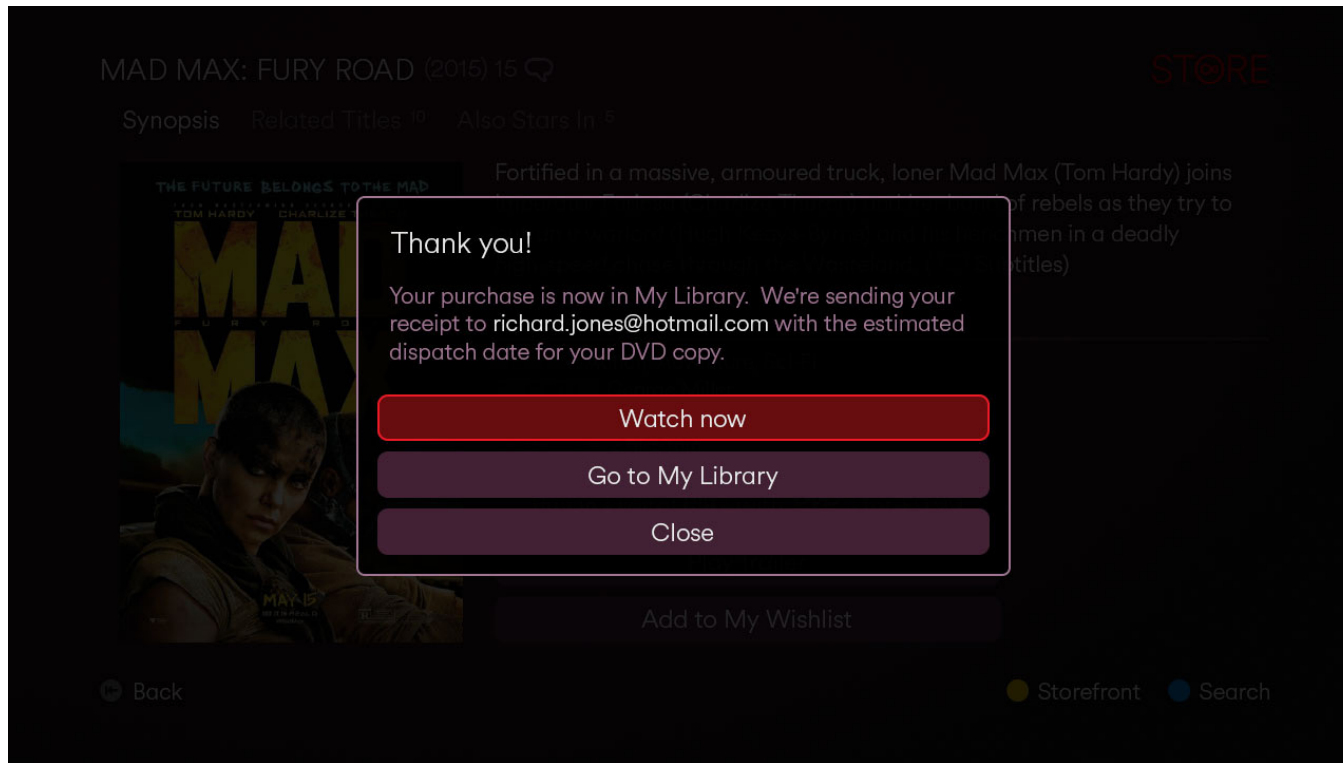 MAD MAX: FURY ROAD (2015) 15
STORE
Synopsis Related Titles 10 Also Stars In
Fortified in a massive, armoured truck, loner Mad Max (Tom Hardy) joins
of rebels as they try to
in a deadly
THE FUTURE BELONGS TO THE MAD
TOM HARDY CHARLIZE
MAD
FURY
MAX
MAY 15
Thank you!
Your purchase is now in My Library. We're sending your
receipt to richard.jones@hotmail.com with the estimated
dispatch date for your DVD copy.
Watch now
Go to My Library
Close
Add to My Wishlist
Back
Storefront
Search